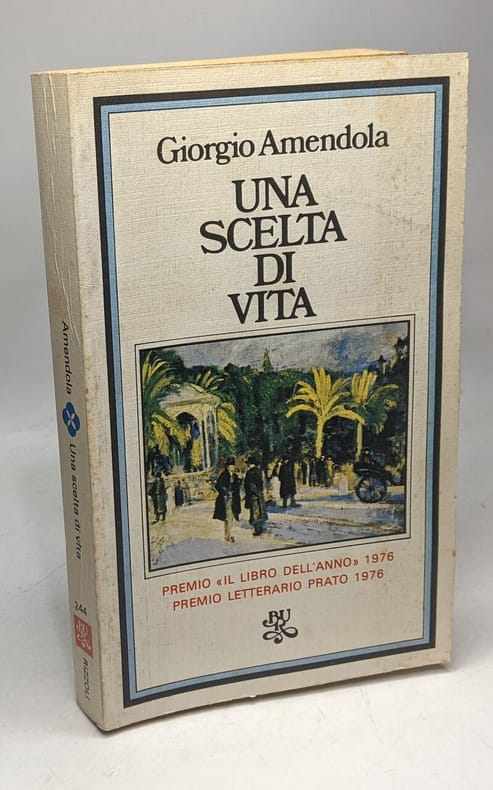 Giorgio Amendola
UNA
SCELTA
DI
VITA
PREMIO «IL LIBRO DELL'ANNO» 1976
PREMIO LETTERARIO PRATO 1976
BUR
Amendola Una scelta di vita
244
RIZZOLI